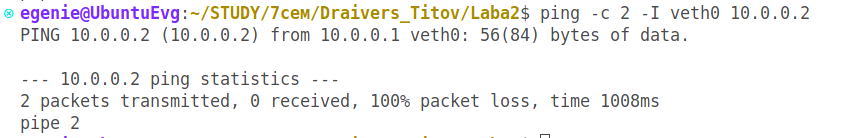 egenie@UbuntuEvg:~/STUDY/7сем/Draivers_Titov/Laba2$ ping -c 2 -I veth0 10.0.0.2
PING 10.0.0.2 (10.0.0.2) from 10.0.0.1 veth0: 56(84) bytes of data.
--- 10.0.0.2 ping statistics ---
2 packets transmitted, 0 received, 100% packet loss, time 1008ms
pipe 2